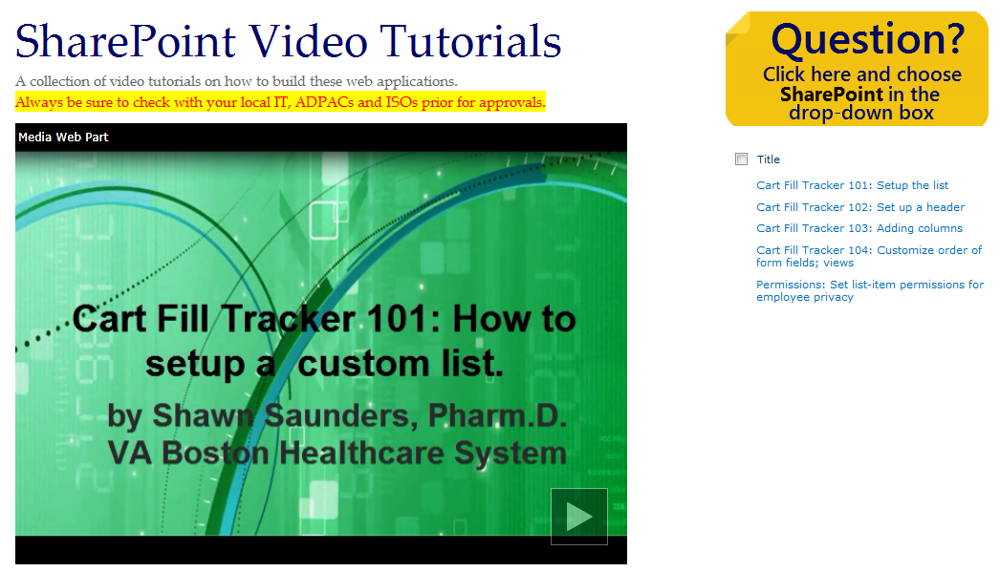 SharePoint Video Tutorials
A collection of video tutorials on how to build these web applications.
Always be sure to check with your local IT, ADPACs and ISOs prior for approvals.
Media Web Part
Cart Fill Tracker 101: How to
setup a custom list.
by Shawn Saunders, Pharm.D.
VA Boston Healthcare System
Question?
Click here and choose
SharePoint in the
drop-down box
Title
Cart Fill Tracker 101: Setup the list
Cart Fill Tracker 102: Set up a header
Cart Fill Tracker 103: Adding columns
Cart Fill Tracker 104: Customize order of
form fields; views
Permissions: Set list-item permissions for
employee privacy